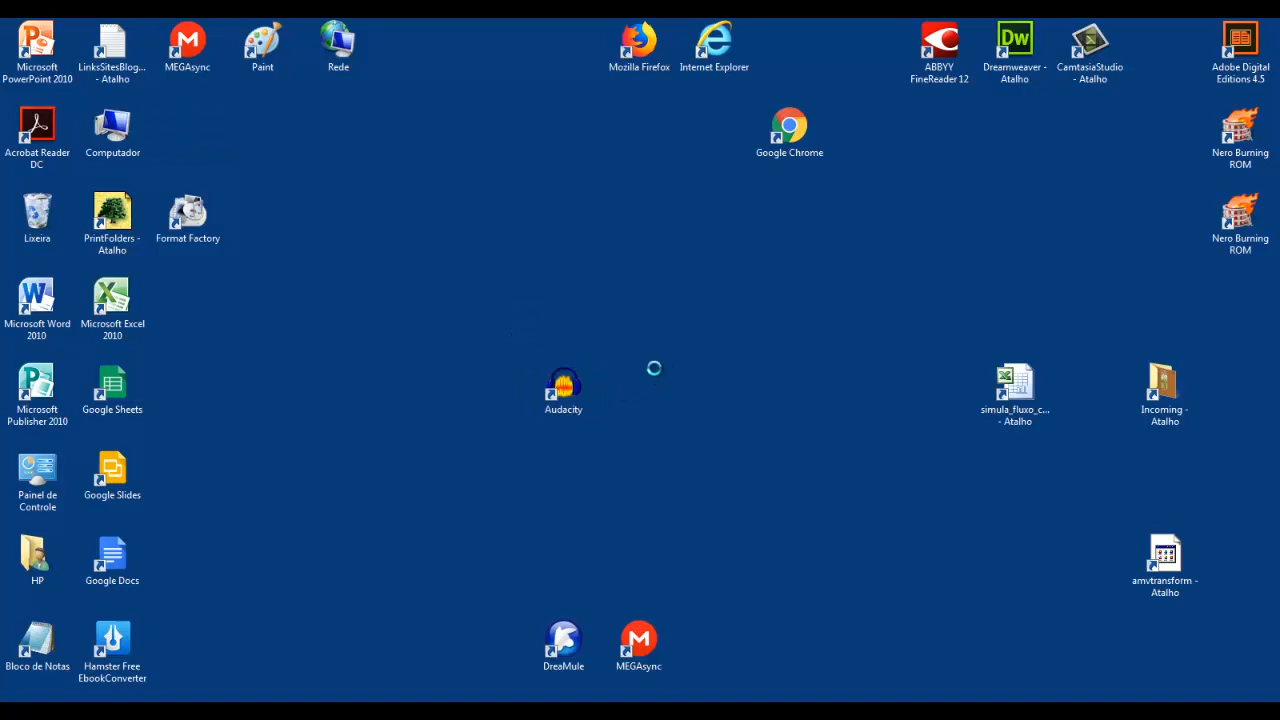 Microsoft
PowerPoint 2010
LinksSitesBlog...
- Atalho
MEGAsync
Paint
Rede
Mozilla Firefox
Internet Explorer
ABBYY
FineReader 12
Dreamweaver -
Atalho
CamtasiaStudio
- Atalho
Adobe Digital
Editions 4.5
Acrobat Reader
DC
Computador
Google Chrome
Nero Burning
ROM
Lixeira
PrintFolders -
Atalho
Format Factory
Nero Burning
ROM
Microsoft Word
2010
Microsoft Excel
2010
Microsoft
Publisher 2010
Google Sheets
Audacity
simula_fluxo_c...
- Atalho
Incoming -
Atalho
Painel de
Controle
Google Slides
HP
Google Docs
amvtransform -
Atalho
Bloco de Notas
Hamster Free
EbookConverter
DreaMule
MEGAsync
Dw